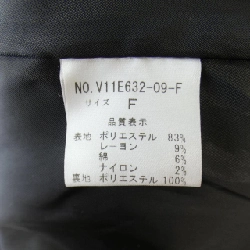 NO.V11E632-09-F
サイズ F
品質表示
表地 ポリエステル 83%
レーヨン 9%
綿 6%
ナイロン 2%
裏地 ポリエステル 100%